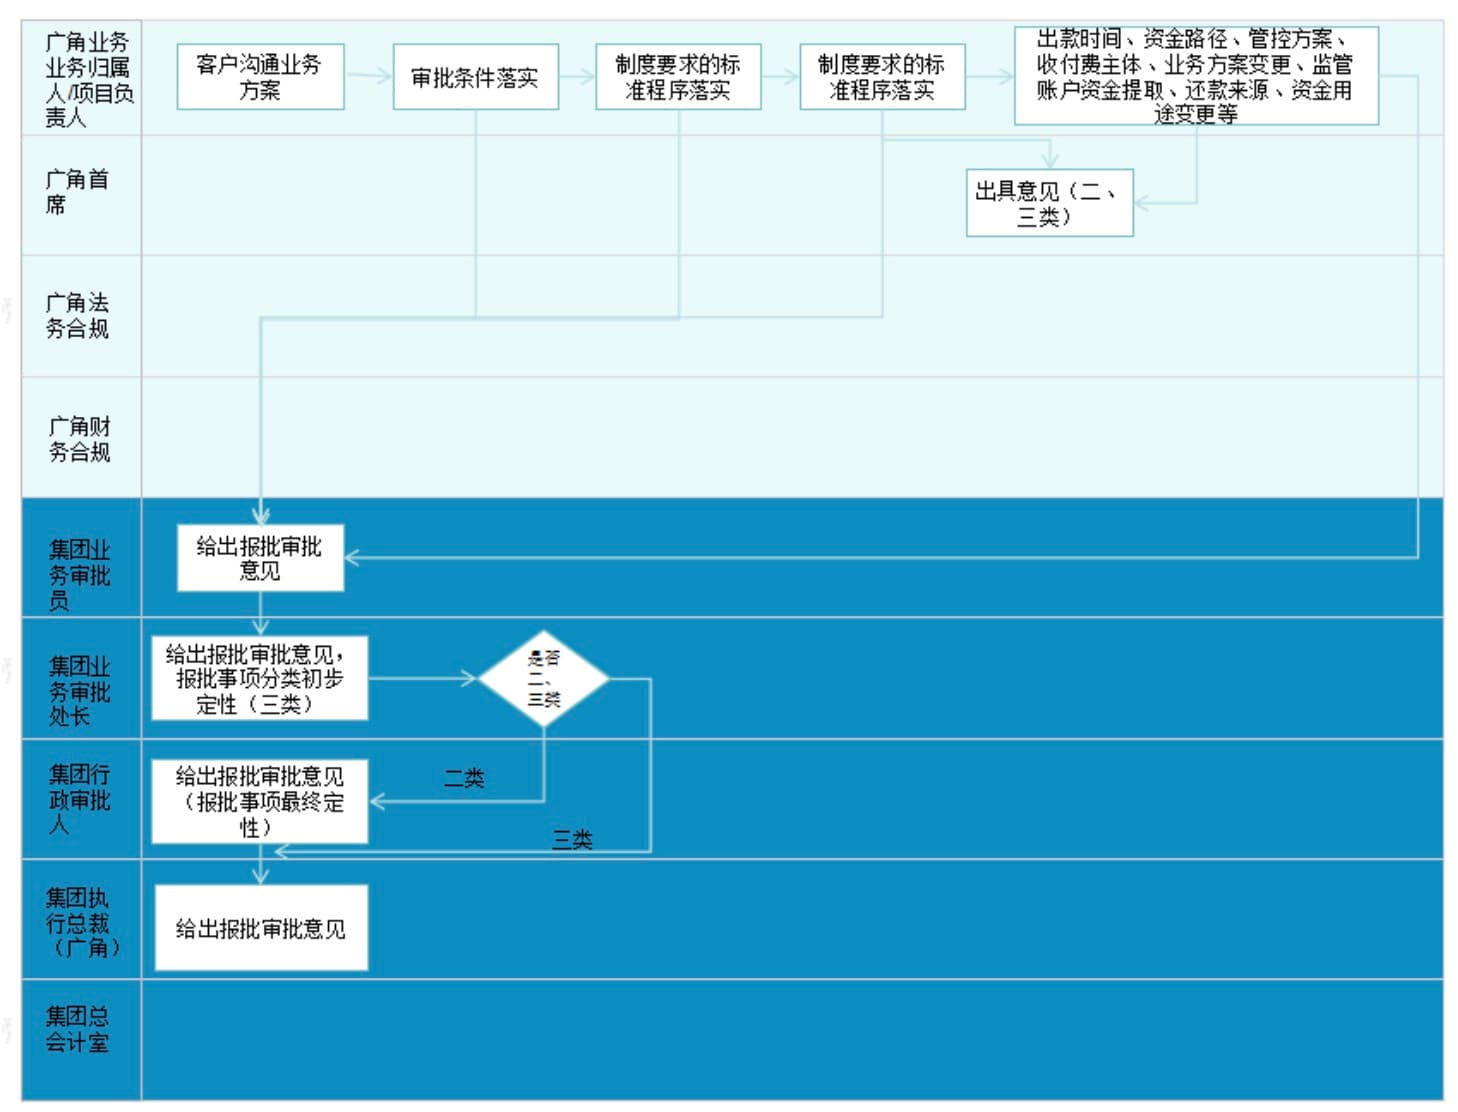 广角业务
业务归属
人/项目负
责人
客户沟通业务
方案
审批条件落实
制度要求的标
准程序落实
制度要求的标
准程序落实
出款时间、资金路径、管控方案、
收付费主体、业务方案变更、监管
账户资金提取、还款来源、资金用
途变更等
广角首
席
出具意见（二、
三类）
广角法
务合规
广角财
务合规
集团业
务审批
员
给出报批审批
意见
集团业
务审批
处长
给出报批审批意见，
报批事项分类初步
定性（三类）
是否
二、
三类
集团行
政审批
人
给出报批审批意见
（报批事项最终定
性）
二类
三类
集团执
行总裁
（广角）
给出报批审批意见
集团总
会计室